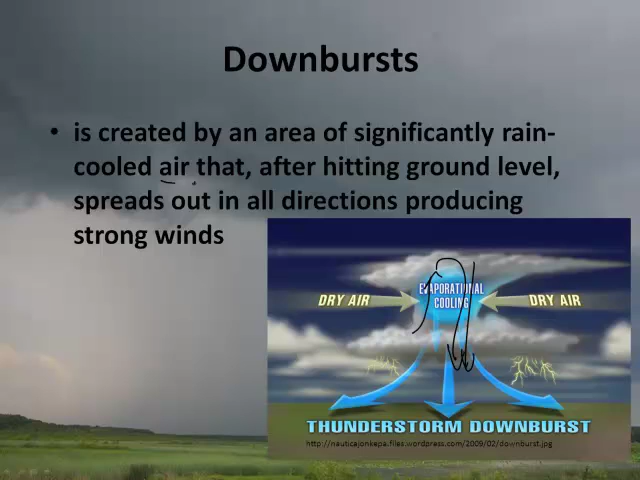 Downbursts
• is created by an area of significantly rain-
cooled air that, after hitting ground level,
spreads out in all directions producing
strong winds
EVAPORATIONAL
COOLING
DRY AIR
DRY AIR
THUNDERSTORM DOWNBURST
http://nauticajonkepa.files.wordpress.com/2009/02/downburst.jpg